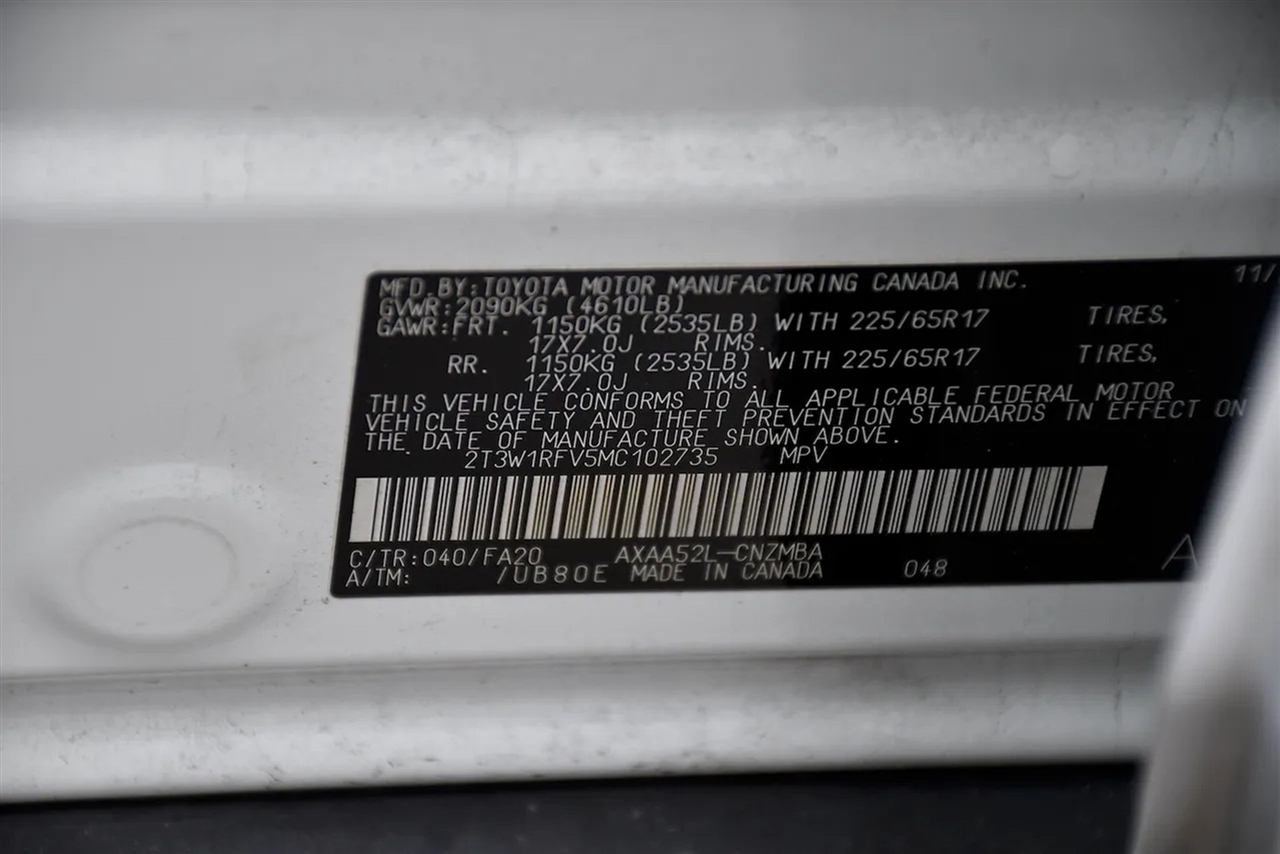 MFD.BY:TOYOTA MOTOR MANUFACTURING CANADA INC. 11/
GVWR:2090KG (4610LB)
GAWR:FRT. 1150KG (2535LB) WITH 225/65R17 TIRES,
17X7.0J RIMS.
RR. 1150KG (2535LB) WITH 225/65R17 TIRES,
17X7.0J RIMS.
THIS VEHICLE CONFORMS TO ALL APPLICABLE FEDERAL MOTOR
VEHICLE SAFETY AND THEFT PREVENTION STANDARDS IN EFFECT ON
THE DATE OF MANUFACTURE SHOWN ABOVE.
2T3W1RFV5MC102735 MPV
C/TR:040/FA20 AXAA52L-CNZMBA
A/TM: /UB80E MADE IN CANADA 048 A